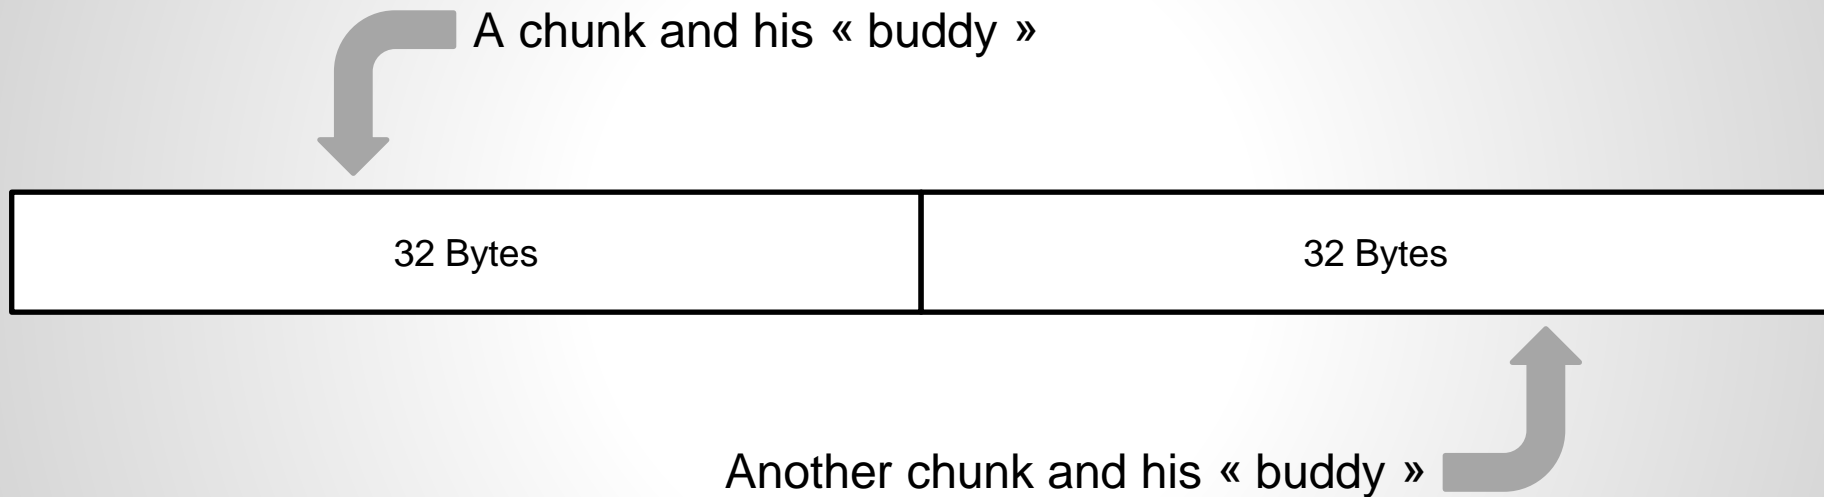 A chunk and his « buddy »
32 Bytes
32 Bytes
Another chunk and his « buddy »